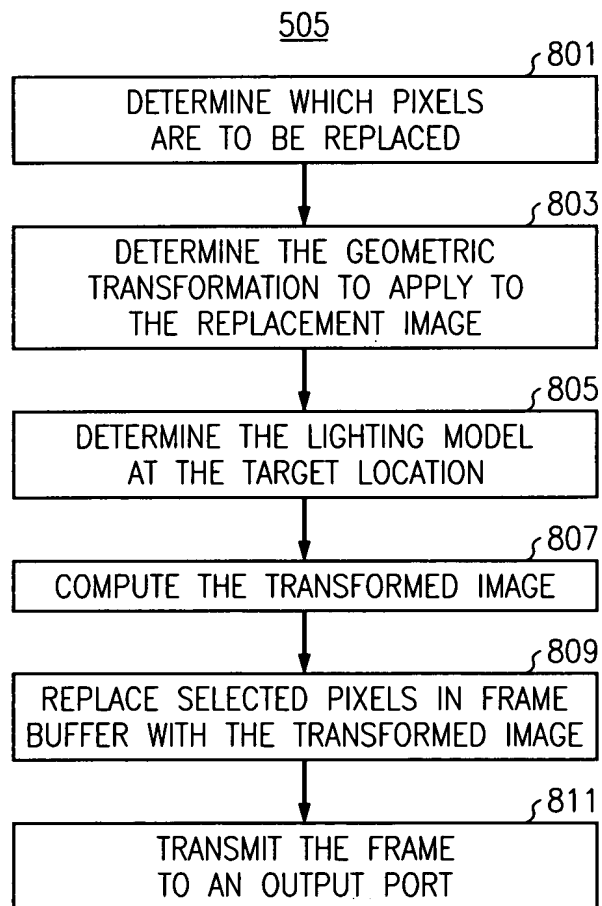 505
801
DETERMINE WHICH PIXELS
ARE TO BE REPLACED
803
DETERMINE THE GEOMETRIC
TRANSFORMATION TO APPLY TO
THE REPLACEMENT IMAGE
805
DETERMINE THE LIGHTING MODEL
AT THE TARGET LOCATION
807
COMPUTE THE TRANSFORMED IMAGE
809
REPLACE SELECTED PIXELS IN FRAME
BUFFER WITH THE TRANSFORMED IMAGE
811
TRANSMIT THE FRAME
TO AN OUTPUT PORT